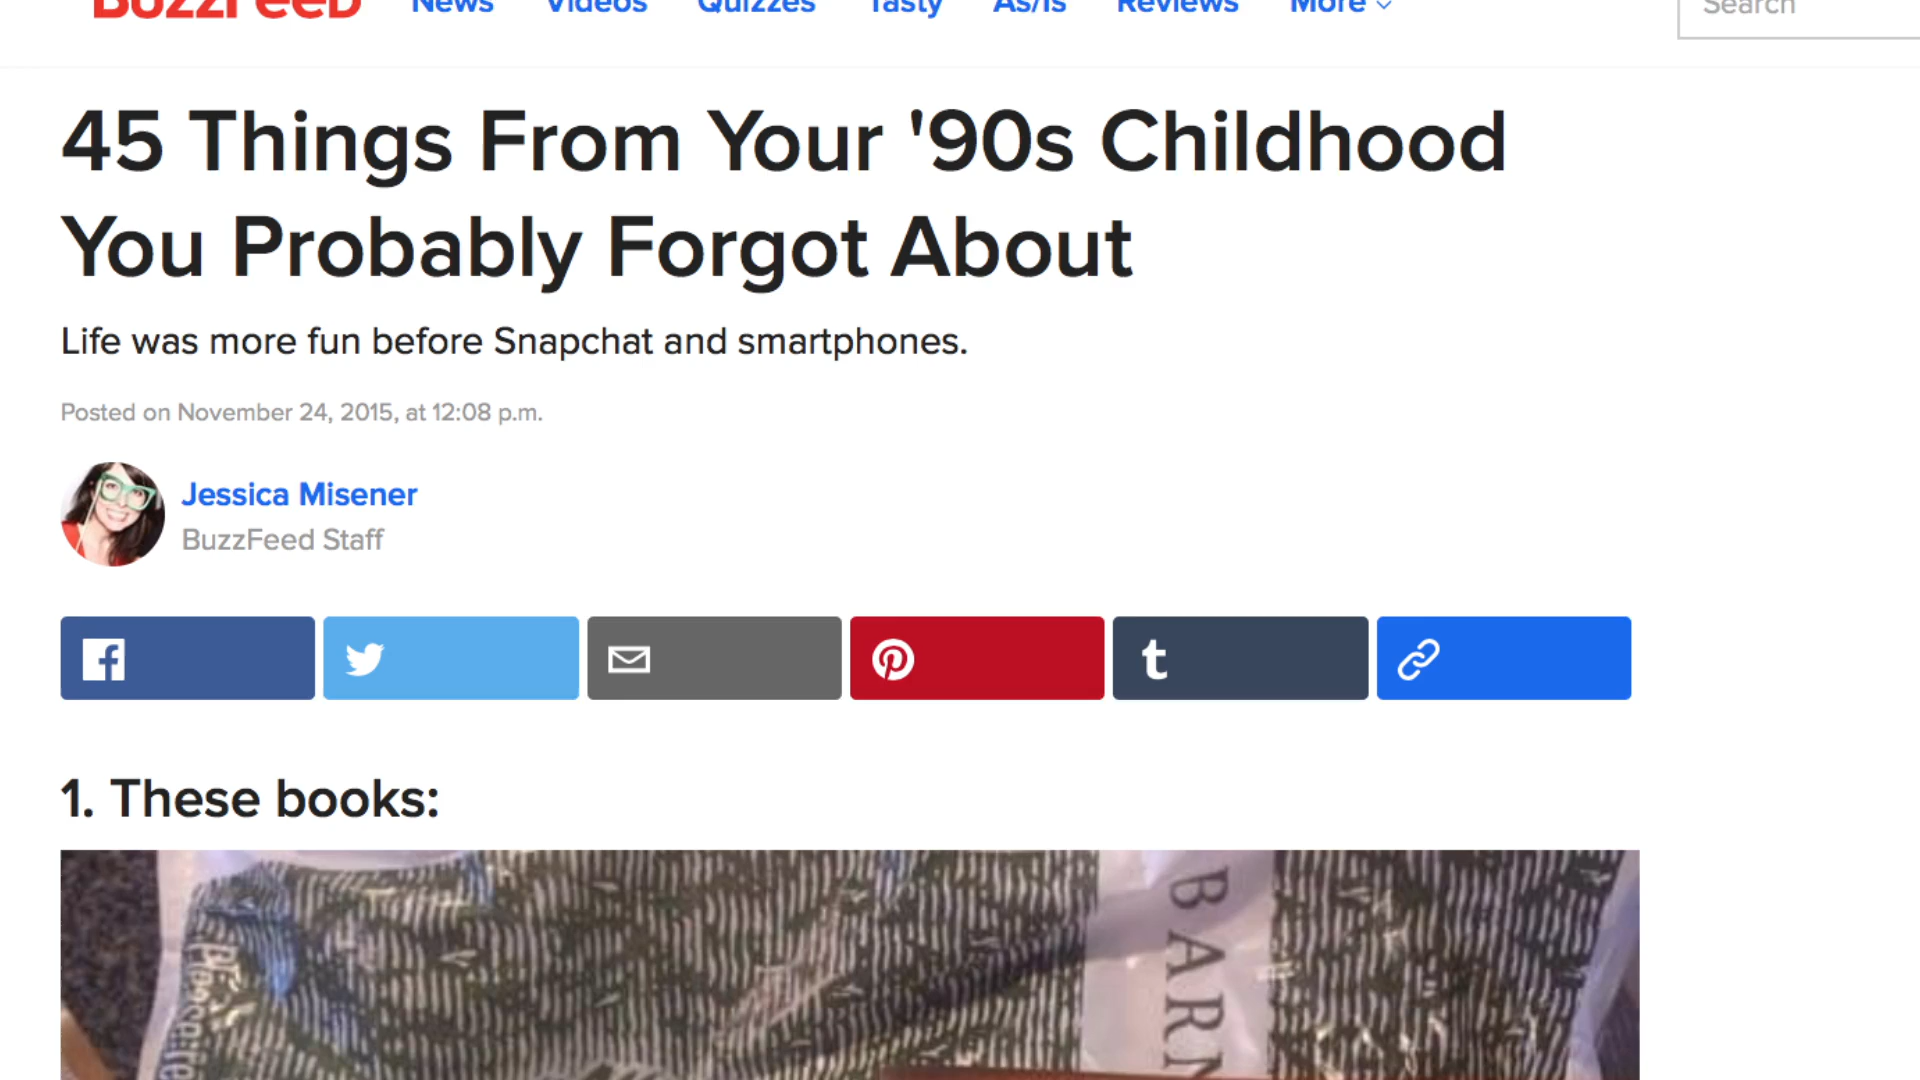 BuzzFeed News Videos Quizzes Tasty As/Is Reviews More Search
45 Things From Your '90s Childhood
You Probably Forgot About
Life was more fun before Snapchat and smartphones.
Posted on November 24, 2015, at 12:08 p.m.
Jessica Misener
BuzzFeed Staff
1. These books:
BARN